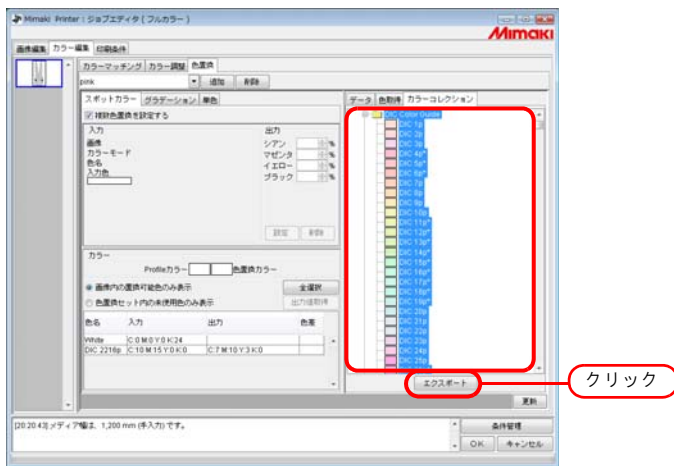 Mimaki Printer : ジョブエディタ ( フルカラー )
Mimaki
画像編集 カラー編集 印刷条件
カラーマッチング カラー調整 色置換
pink 追加 削除
スポットカラー グラデーション 単色
データ 色取得 カラーコレクション
複数色置換を設定する
入力 出力
画像 シアン %
カラーモード マゼンタ %
色名 イエロー %
入力色 ブラック %
設定 削除
カラー
Profileカラー 色置換カラー
画像内の置換可能色のみ表示 全選択
色置換セット内の未使用色のみ表示 出力値取得
色名 入力 出力 色差
White C:0 M:0 Y:0 K:24
DIC 2216p C:10 M:15 Y:0 K:0 C:7 M:10 Y:3 K:0
DIC Color Guide
DIC 1p
DIC 2p
DIC 3p
DIC 4p*
DIC 5p*
DIC 6p*
DIC 7p
DIC 8p
DIC 9p
DIC 10p
DIC 11p*
DIC 12p*
DIC 13p*
DIC 14p*
DIC 15p*
DIC 16p*
DIC 17p*
DIC 18p*
DIC 19p*
DIC 20p
DIC 21p
DIC 22p
DIC 23p
DIC 24p
DIC 25p
エクスポート
クリック
更新
[20:20:43] メディア幅は、1,200 mm (手入力) です。
条件管理
OK キャンセル